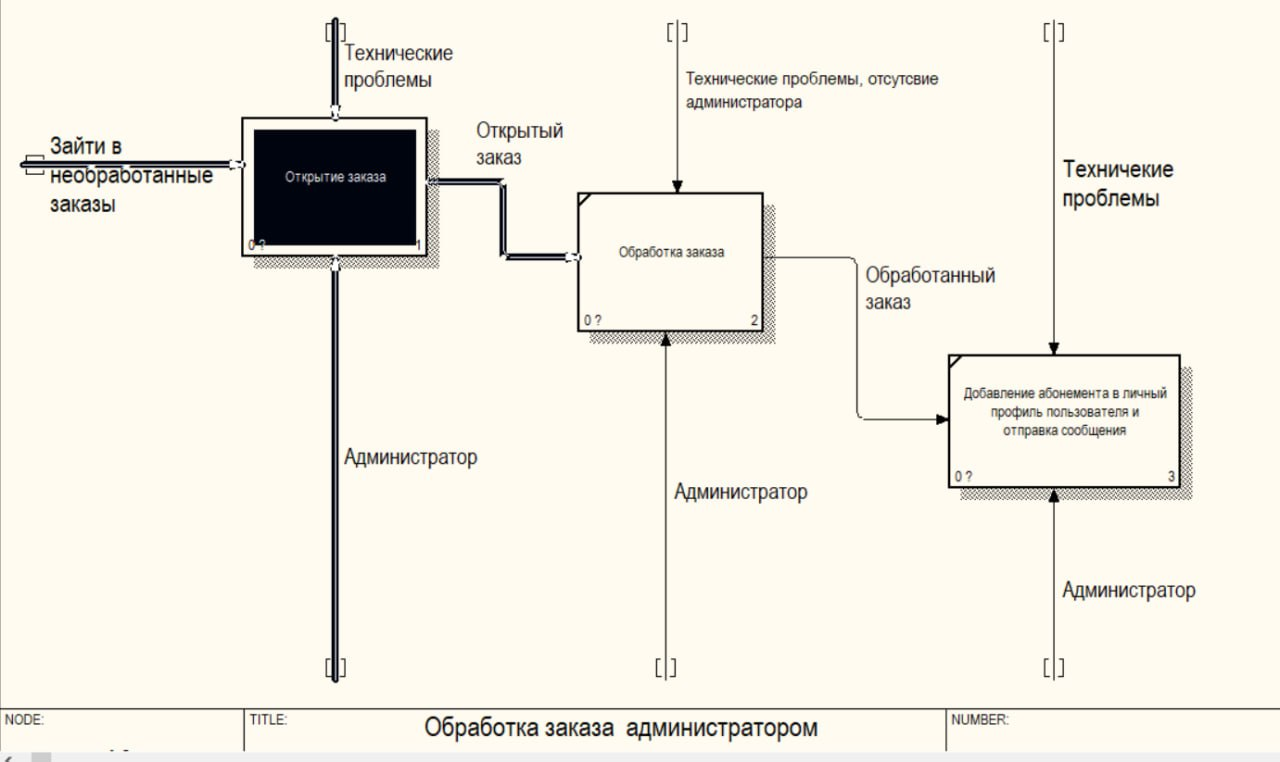 Технические
проблемы
Технические проблемы, отсутсвие
администратора
Открытый
заказ
Зайти в
необработанные
заказы
Открытие заказа
0 ?
1
Техничекие
проблемы
Обработка заказа
0 ?
2
Обработанный
заказ
Добавление абонемента в личный
профиль пользователя и
отправка сообщения
0 ?
3
Администратор
Администратор
Администратор
NODE:
TITLE:
Обработка заказа администратором
NUMBER: